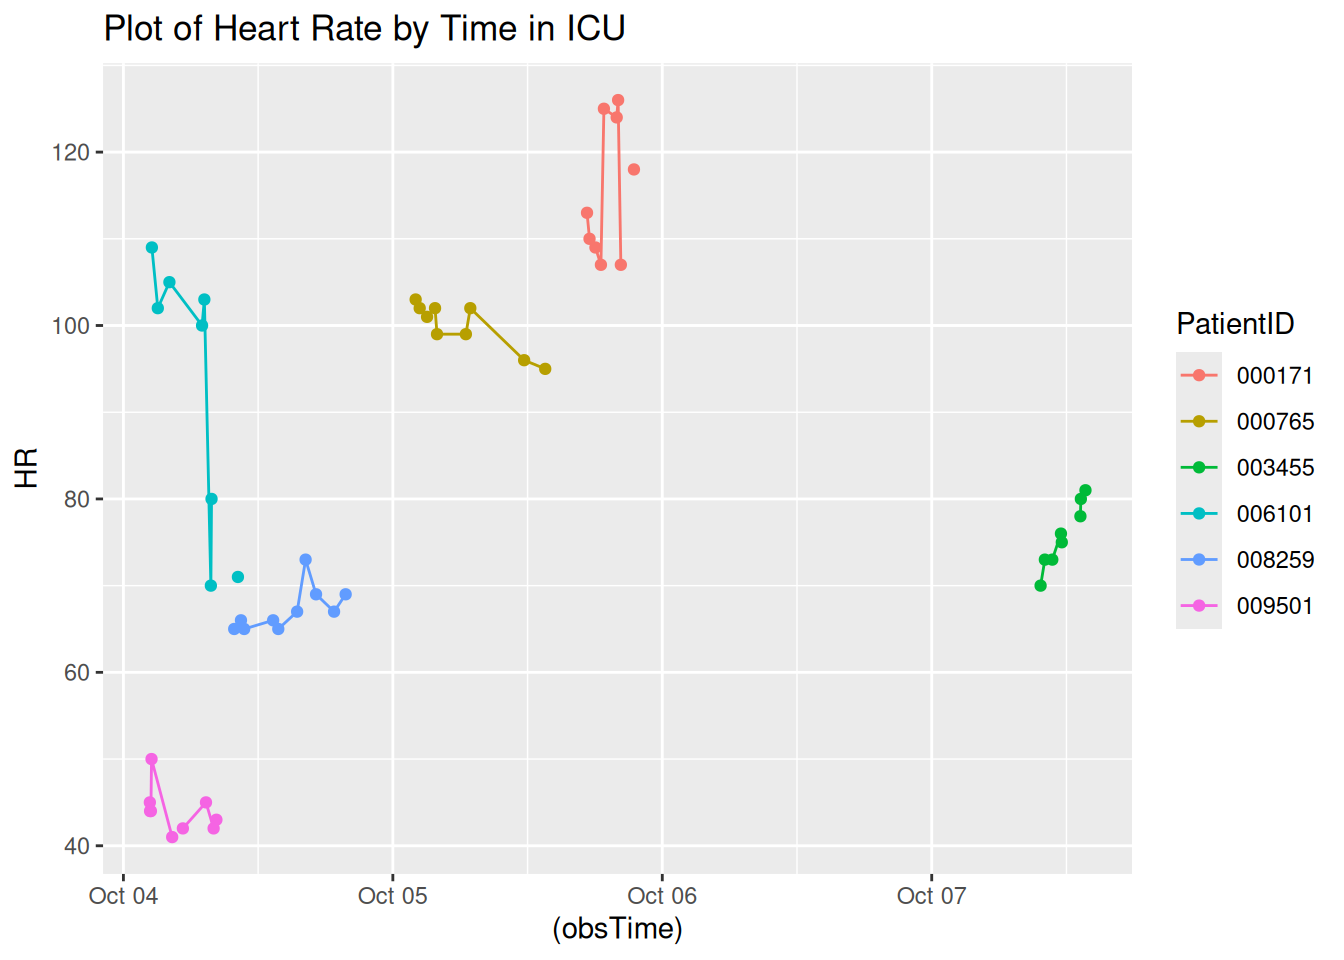 Plot of Heart Rate by Time in ICU
120
100
80
60
40
HR
Oct 04
Oct 05
Oct 06
Oct 07
(obsTime)
PatientID
000171
000765
003455
006101
008259
009501